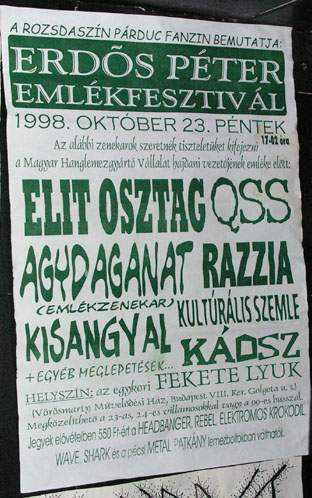 A ROZSDASZÍN PÁRDUC FANZIN BEMUTATJA:
ERDŐS PÉTER
EMLÉKFESZTIVÁL
1998. OKTÓBER 23. PÉNTEK
17-02 óra
Az alábbi zenekarok szeretnék tiszteletüket kifejezni
a Magyar Hanglemezgyártó Vállalat hajdani vezetőjének emléke előtt:
ELIT OSZTAG QSS
AGYDAGANAT RAZZIA
(EMLÉKZENEKAR) KULTÚRÁLIS SZEMLE
KISANGYAL KÁOSZ
+ EGYÉB MEGLEPETÉSEK...
HELYSZÍN: az egykori FEKETE LYUK
(Vörösmarty Művelődési Ház, Budapest VIII. Ker. Golgota u. 3.)
Megközelíthető a 23-as, 24-es villamosokkal vagy a 99-es busszal.
Jegyek elővételben 550 Ft-ért a HEADBANGER, REBEL, ELEKTROMOS KROKODIL
WAVE, SHARK és a pécsi METAL PATKÁNY lemezboltokban válthatók.